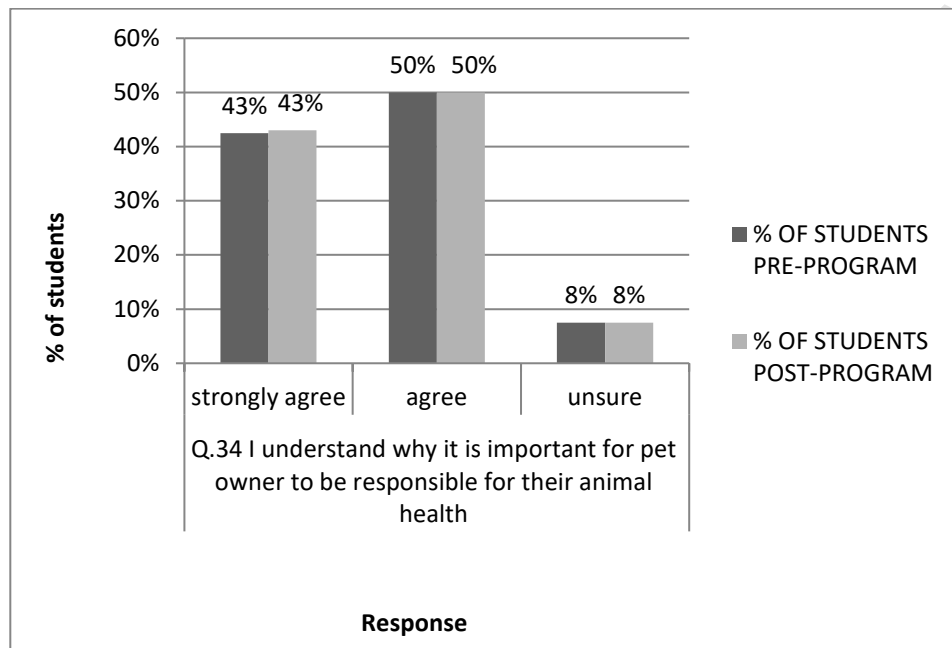 60%
50%
40%
30%
20%
10%
0%
% of students
43% 43%
50% 50%
8% 8%
strongly agree
agree
unsure
Q.34 I understand why it is important for pet
owner to be responsible for their animal
health
Response
% OF STUDENTS
PRE-PROGRAM
% OF STUDENTS
POST-PROGRAM